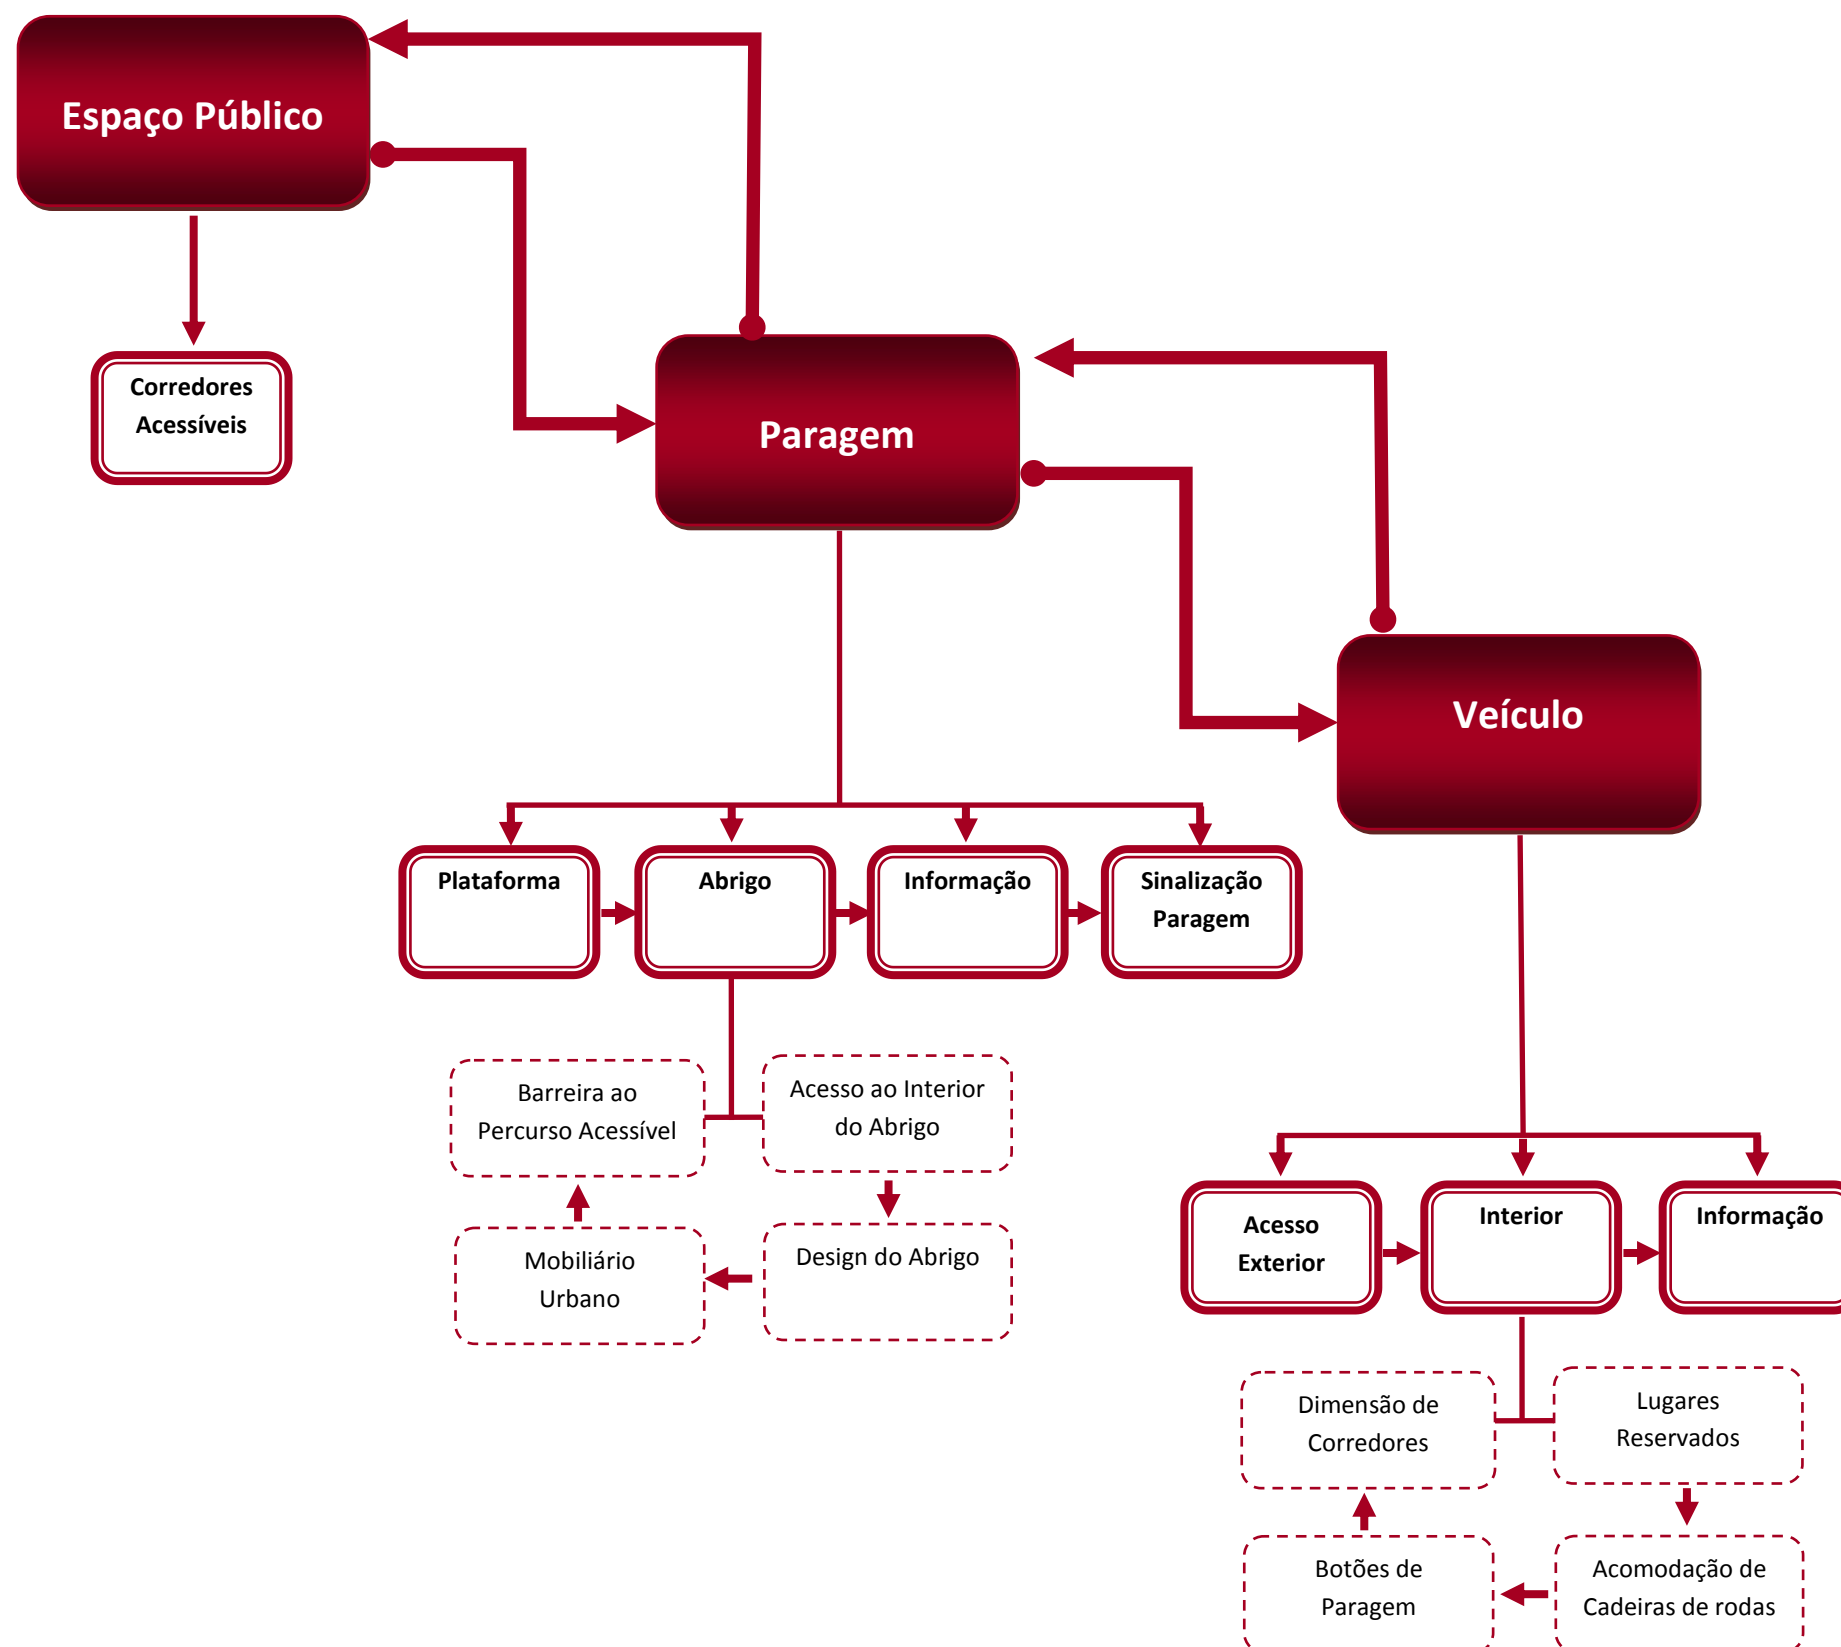 Espaço Público
Corredores
Acessíveis
Paragem
Veículo
Plataforma
Abrigo
Informação
Sinalização
Paragem
Barreira ao
Percurso Acessível
Acesso ao Interior
do Abrigo
Mobiliário
Urbano
Design do Abrigo
Acesso
Exterior
Interior
Informação
Dimensão de
Corredores
Lugares
Reservados
Botões de
Paragem
Acomodação de
Cadeiras de rodas